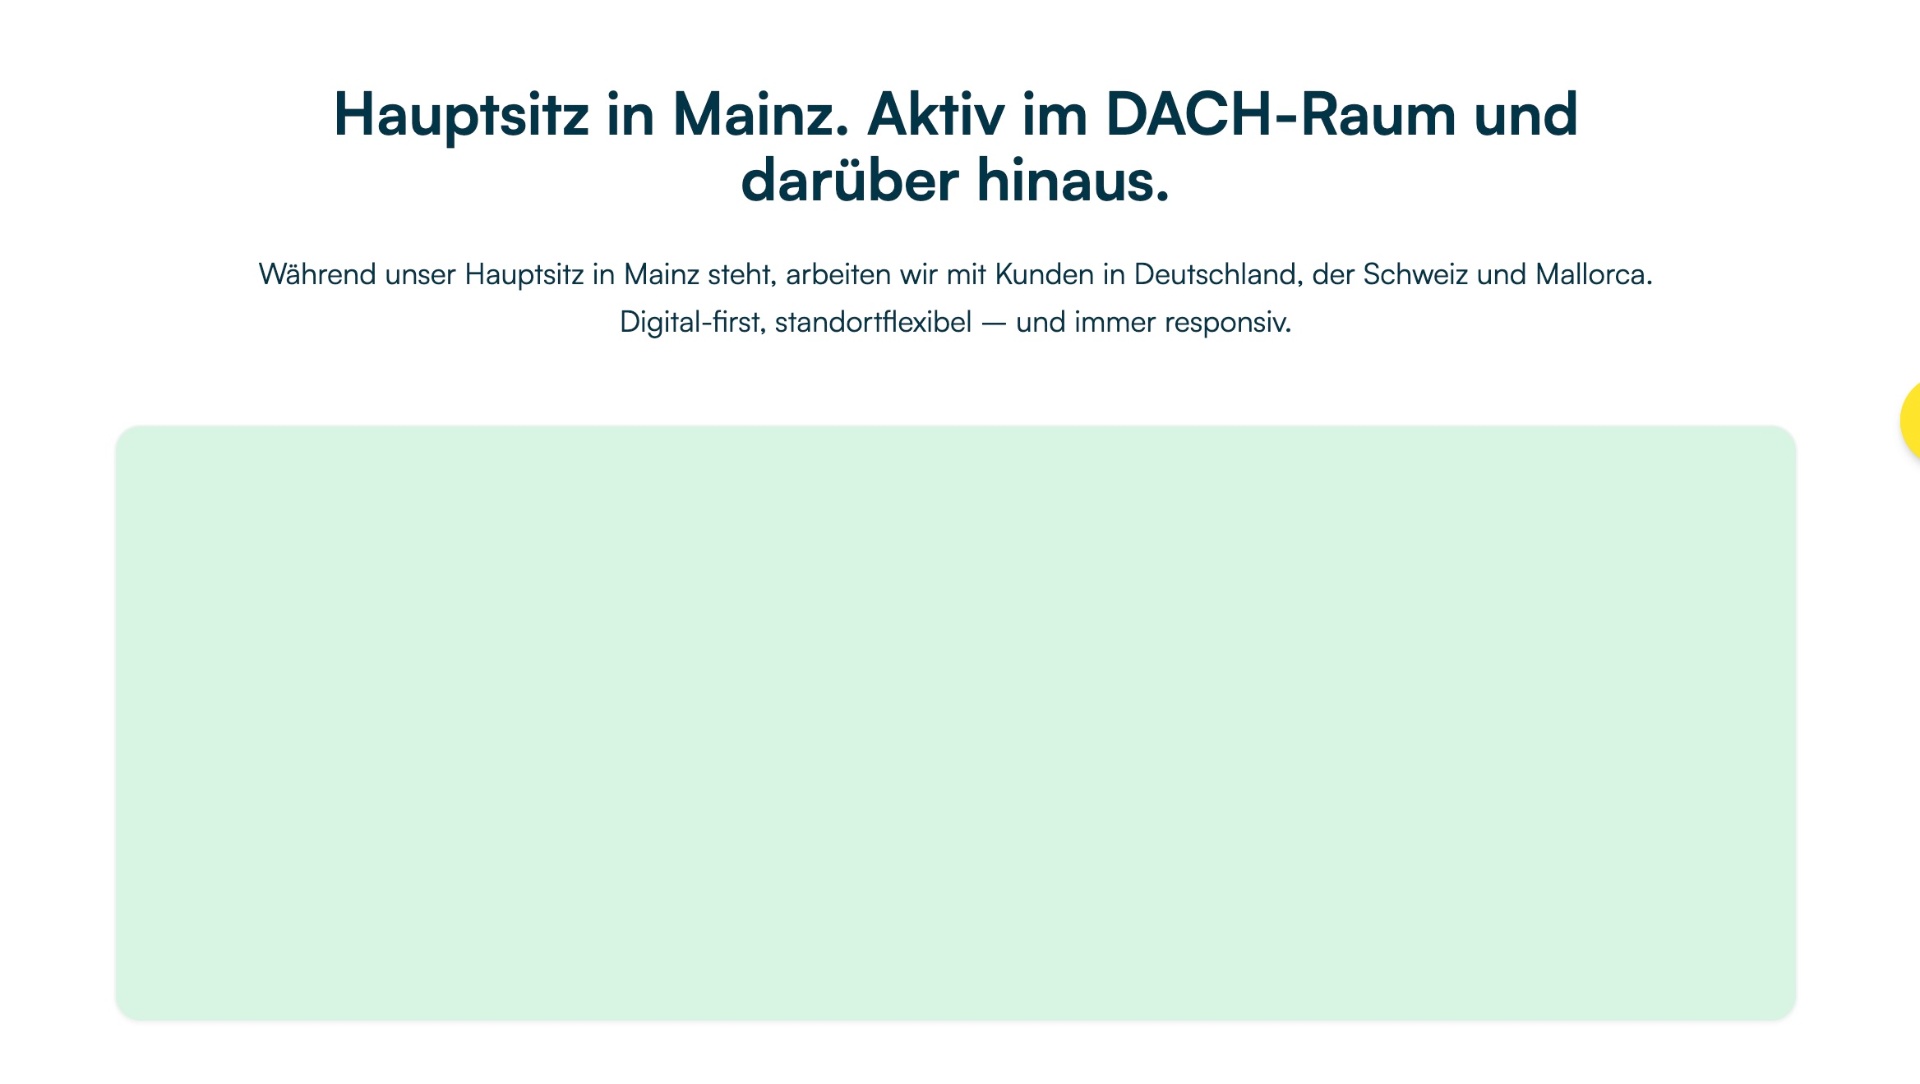 Hauptsitz in Mainz. Aktiv im DACH-Raum und
darüber hinaus.
Während unser Hauptsitz in Mainz steht, arbeiten wir mit Kunden in Deutschland, der Schweiz und Mallorca.
Digital-first, standortflexibel – und immer responsiv.